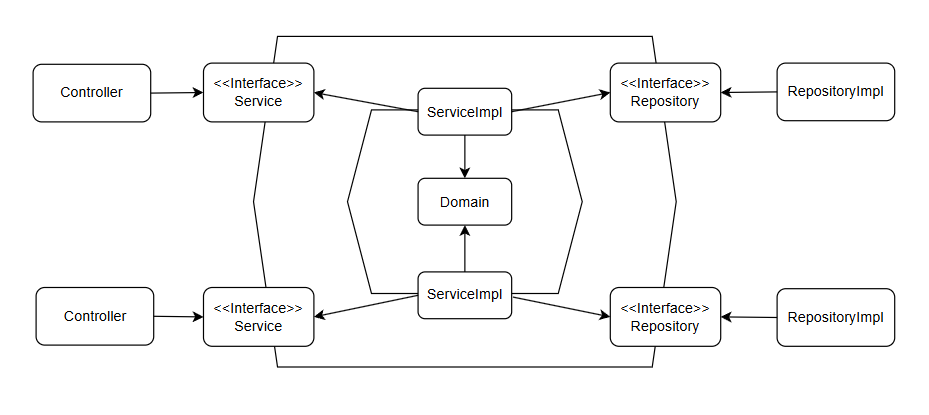 Controller
<<Interface>>
Service
ServiceImpl
<<Interface>>
Repository
RepositoryImpl
Domain
Controller
<<Interface>>
Service
ServiceImpl
<<Interface>>
Repository
RepositoryImpl